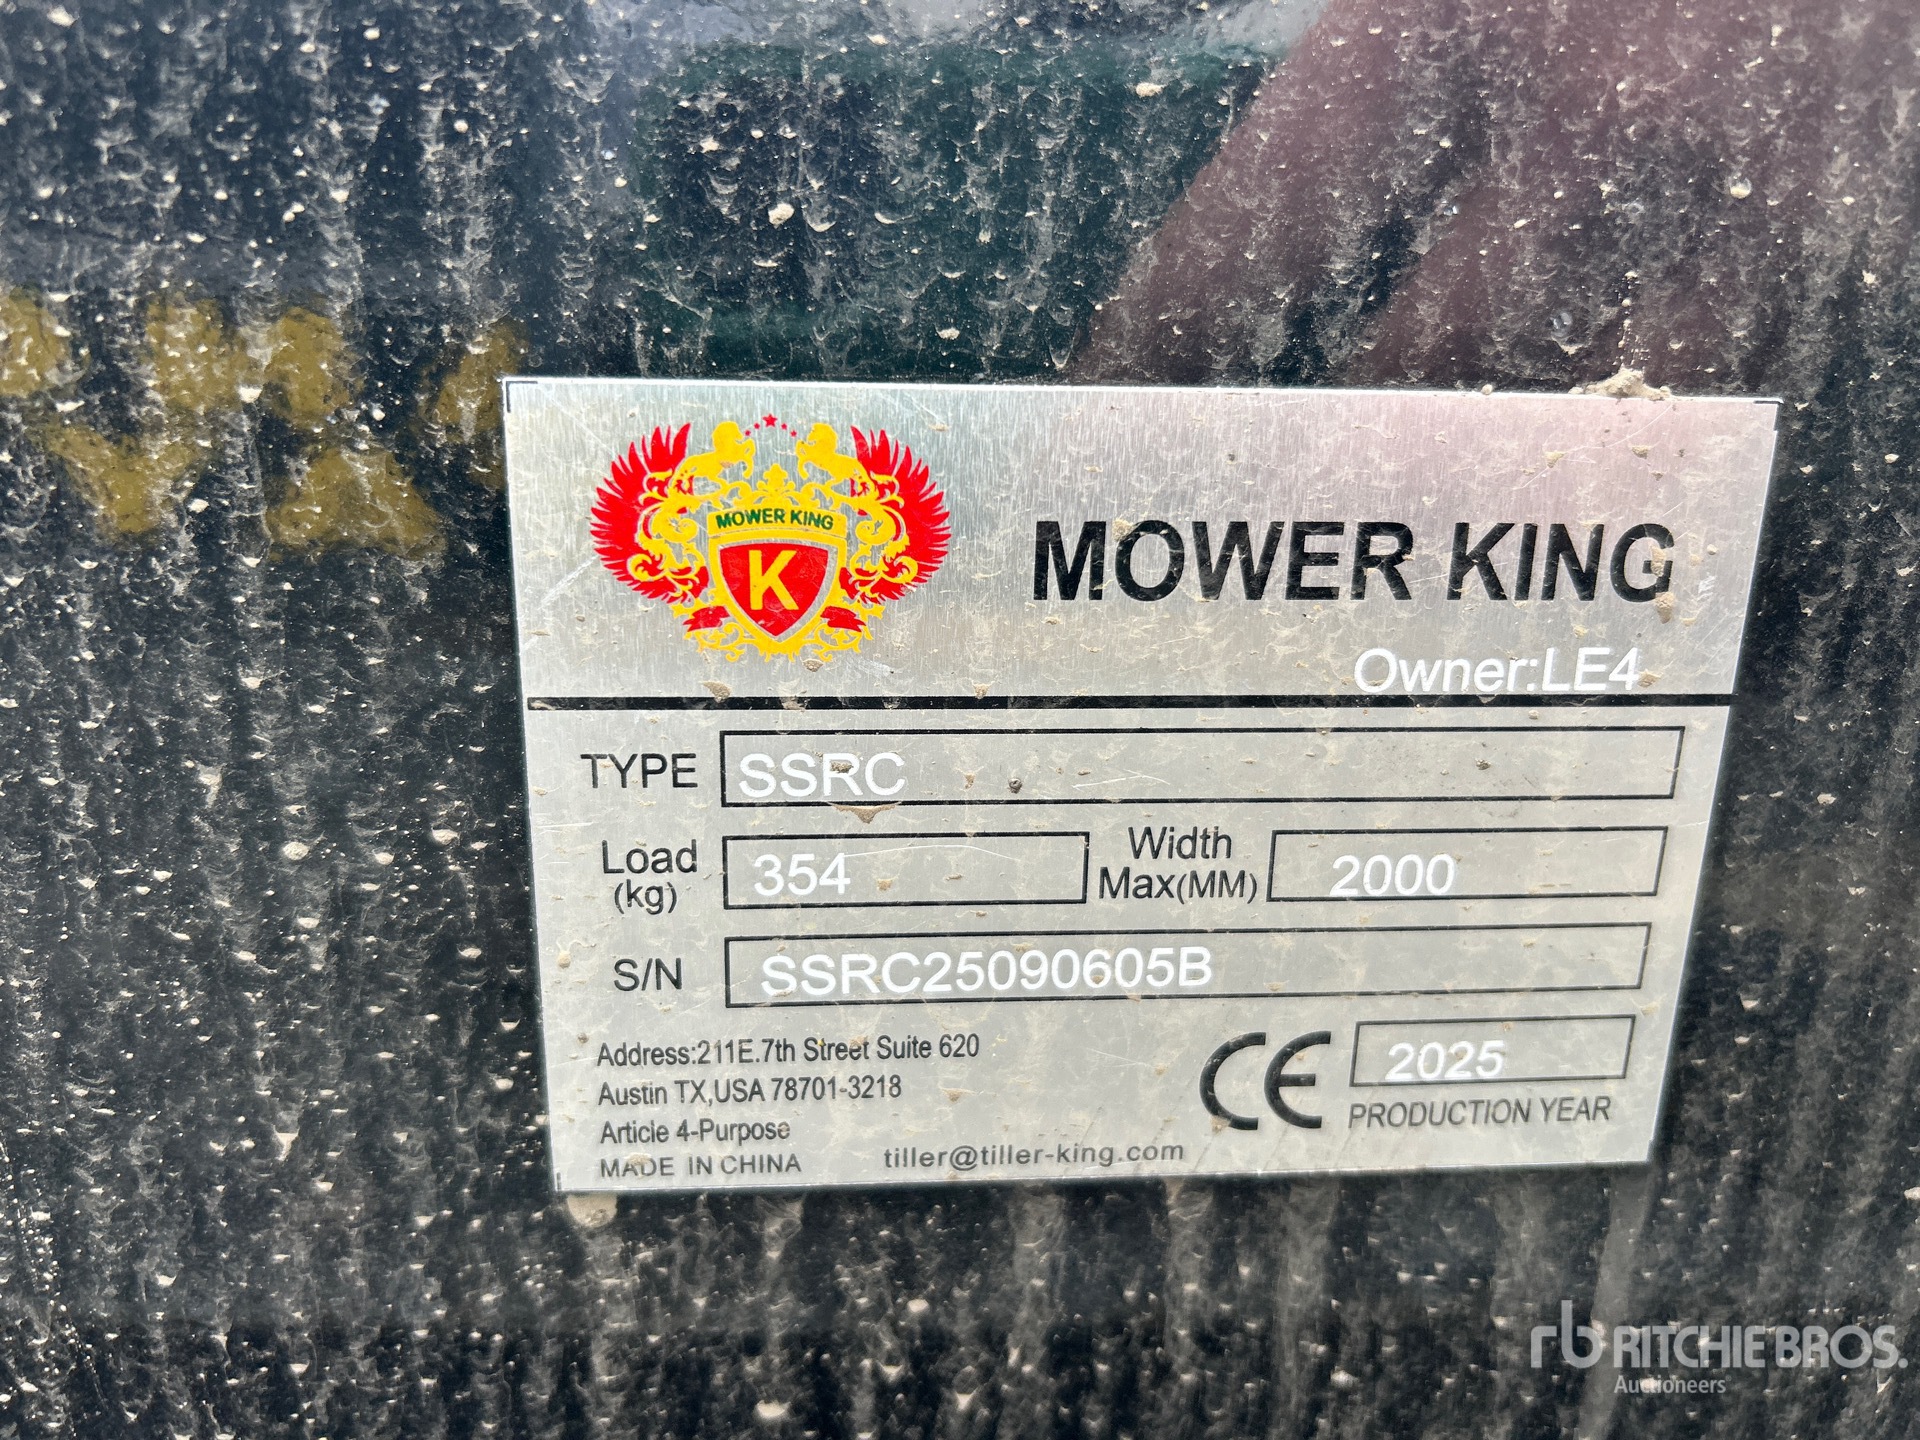 MOWER KING
K
MOWER KING
Owner:LE4
TYPE SSRC
Load (kg) 354 Width Max(MM) 2000
S/N SSRC25090605B
Address:211E.7th Street Suite 620
Austin TX,USA 78701-3218
Article 4-Purpose
MADE IN CHINA
tiller@tiller-king.com
CE 2025
PRODUCTION YEAR
rb RITCHIE BROS.
Auctioneers